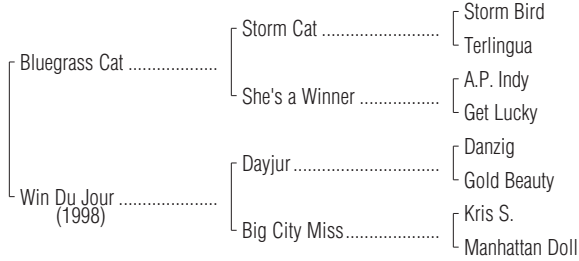 Storm Bird
Storm Cat ........................
Terlingua
Bluegrass Cat ..................
A.P. Indy
She's a Winner ................
Get Lucky
Danzig
Dayjur.............................
Gold Beauty
Win Du Jour ...................
(1998)
Kris S.
Big City Miss...................
Manhattan Doll